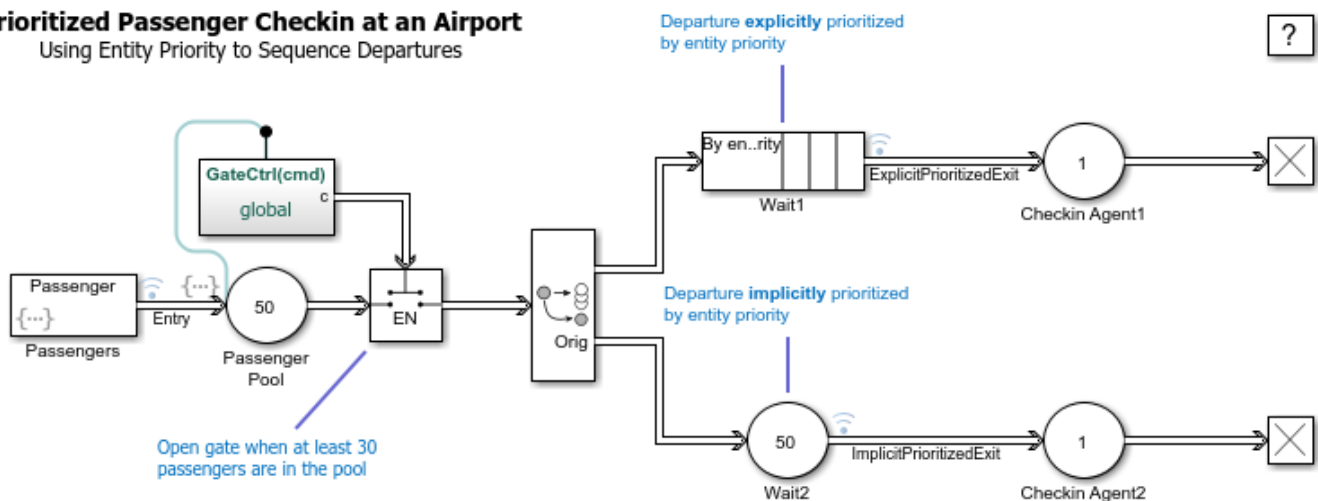 rioritized Passenger Checkin at an Airport
Using Entity Priority to Sequence Departures
Departure explicitly prioritized
by entity priority
?
GateCtrl(cmd)
c
global
By en..rity
Wait1
ExplicitPrioritizedExit
1
Checkin Agent1
Passenger
{...}
Passengers
Entry
{...}
50
Passenger
Pool
EN
Orig
Open gate when at least 30
passengers are in the pool
Departure implicitly prioritized
by entity priority
50
Wait2
ImplicitPrioritizedExit
1
Checkin Agent2